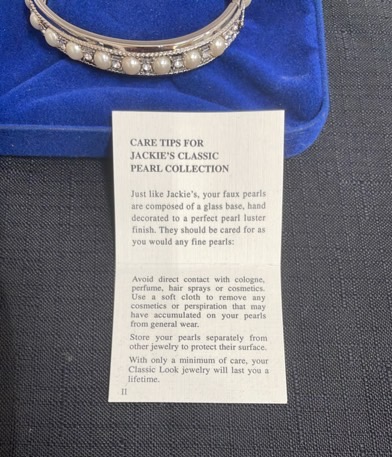 CARE TIPS FOR
JACKIE'S CLASSIC
PEARL COLLECTION
Just like Jackie's, your faux pearls
are composed of a glass base, hand
decorated to a perfect pearl luster
finish. They should be cared for as
you would any fine pearls:
Avoid direct contact with cologne,
perfume, hair sprays or cosmetics.
Use a soft cloth to remove any
cosmetics or perspiration that may
have accumulated on your pearls
from general wear.
Store your pearls separately from
other jewelry to protect their surface.
With only a minimum of care, your
Classic Look jewelry will last you a
lifetime.
II